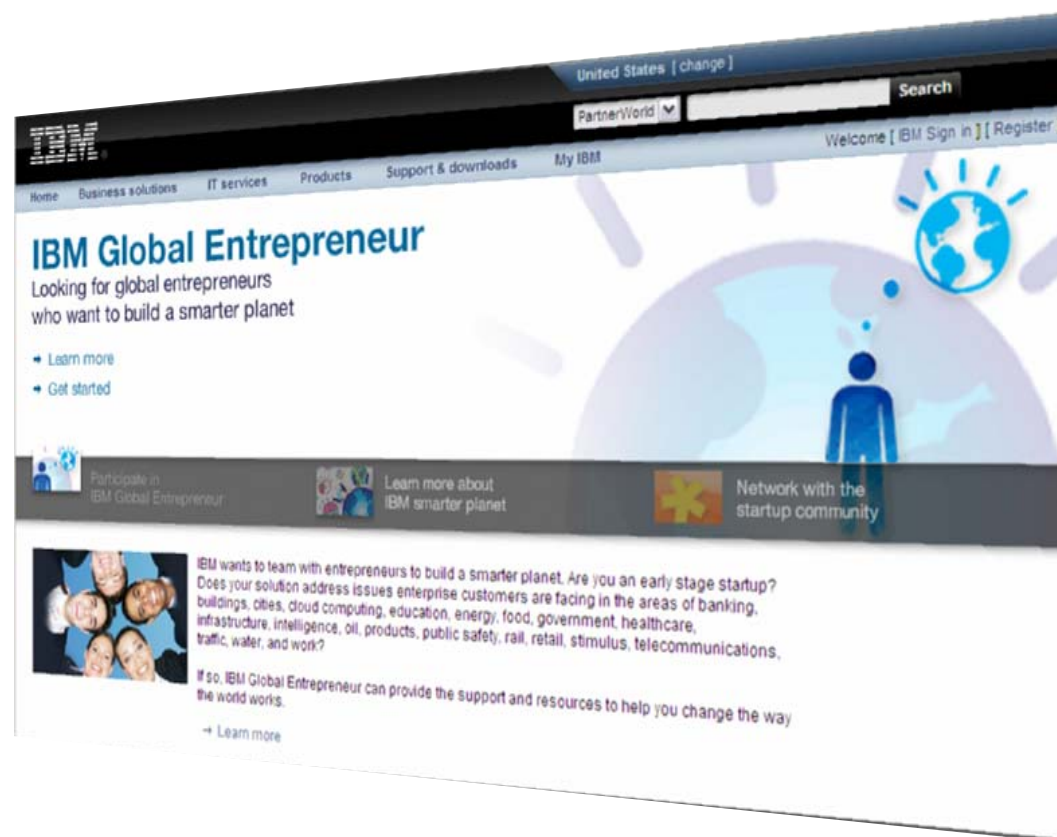 United States [ change ]
PartnerWorld
Search
IBM
Welcome [ IBM Sign in ] [ Register
Home Business solutions IT services Products Support & downloads My IBM
IBM Global Entrepreneur
Looking for global entrepreneurs
who want to build a smarter planet
→ Learn more
→ Get started
Participate in
IBM Global Entrepreneur
Learn more about
IBM smarter planet
Network with the
startup community
IBM wants to team with entrepreneurs to build a smarter planet. Are you an early stage startup?
Does your solution address issues enterprise customers are facing in the areas of banking,
buildings, cities, cloud computing, education, energy, food, government, healthcare,
infrastructure, intelligence, oil, products, public safety, rail, retail, stimulus, telecommunications,
traffic, water, and work?
If so, IBM Global Entrepreneur can provide the support and resources to help you change the way
the world works.
→ Learn more